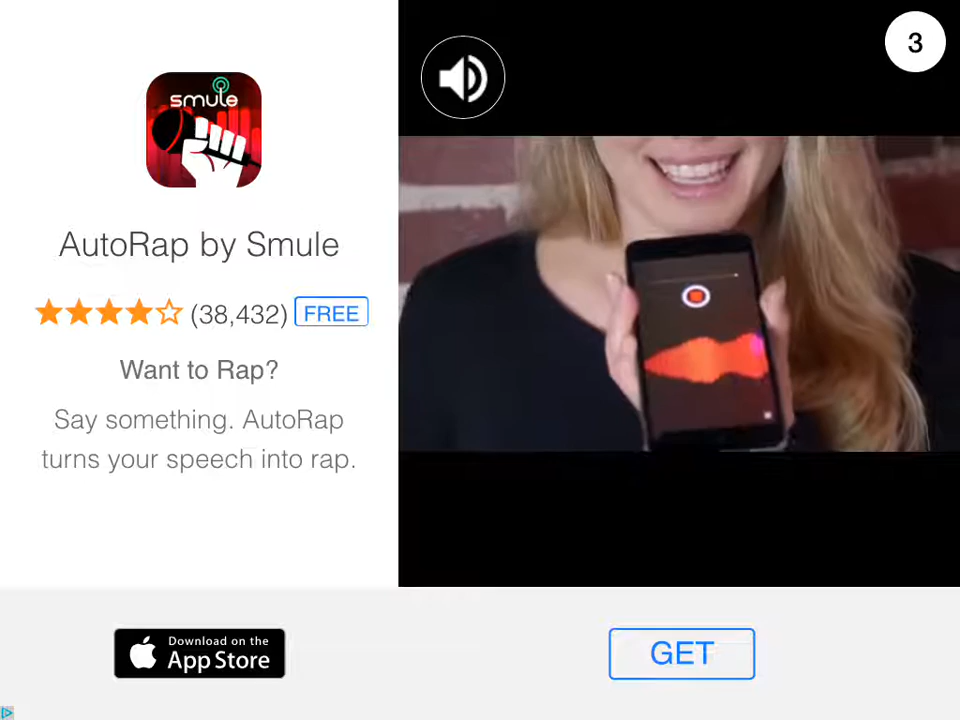 smule
AutoRap by Smule
(38,432) FREE
Want to Rap?
Say something. AutoRap
turns your speech into rap.
3
Download on the
App Store
GET